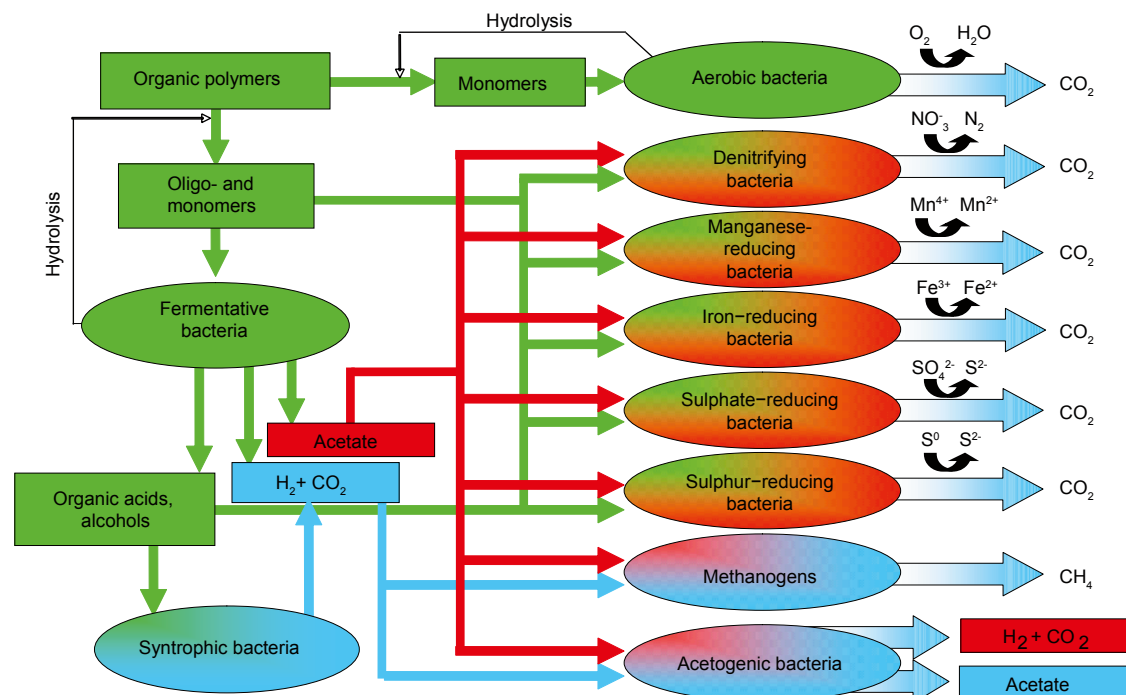 Hydrolysis
Organic polymers
Monomers
Aerobic bacteria
O₂ H₂O
CO₂
Hydrolysis
Oligo- and
monomers
Denitrifying
bacteria
NO⁻₃ N₂
CO₂
Manganese-
reducing
bacteria
Mn⁴⁺ Mn²⁺
CO₂
Fermentative
bacteria
Iron–reducing
bacteria
Fe³⁺ Fe²⁺
CO₂
Acetate
Sulphate–reducing
bacteria
SO₄²⁻ S²⁻
CO₂
H₂+ CO₂
Organic acids,
alcohols
Sulphur–reducing
bacteria
S⁰ S²⁻
CO₂
Methanogens
CH₄
Syntrophic bacteria
Acetogenic bacteria
H₂ + CO₂
Acetate